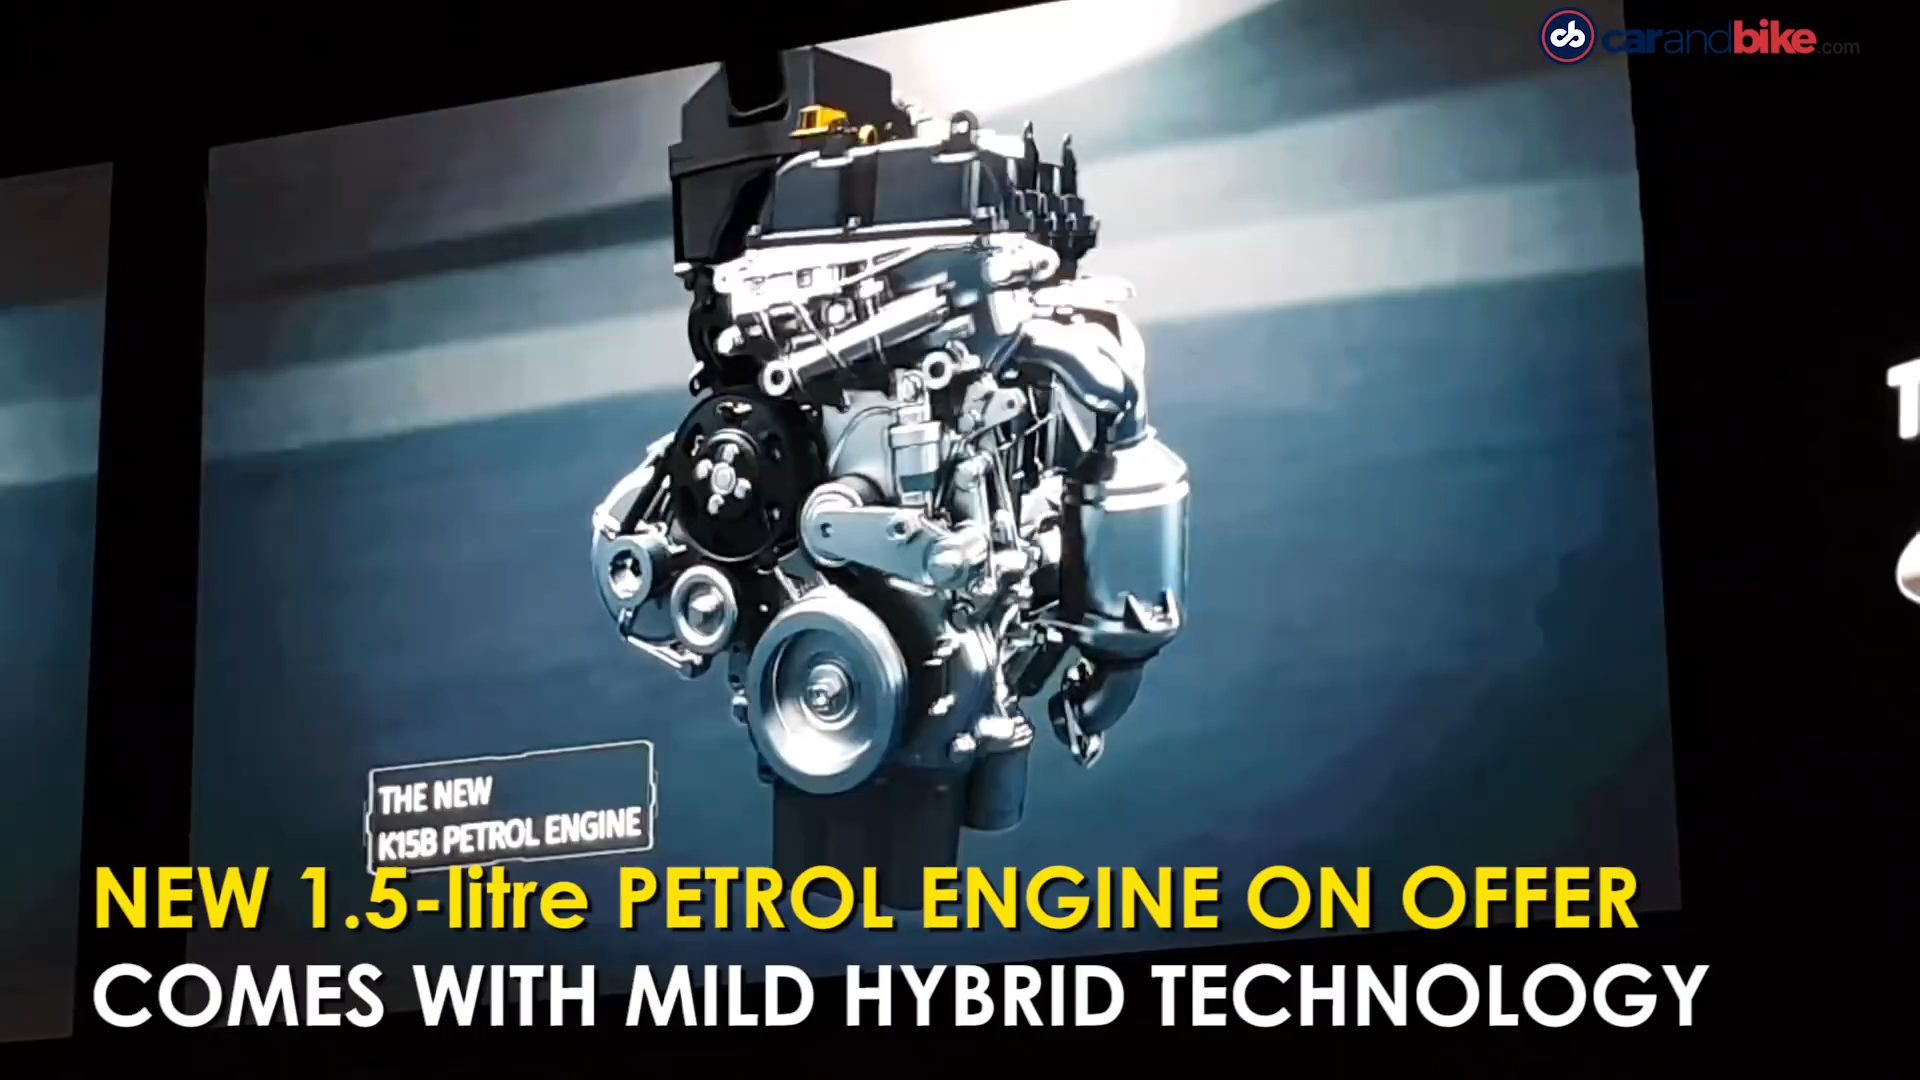 cb carandbike.com
THE NEW
K15B PETROL ENGINE
NEW 1.5-litre PETROL ENGINE ON OFFER
COMES WITH MILD HYBRID TECHNOLOGY